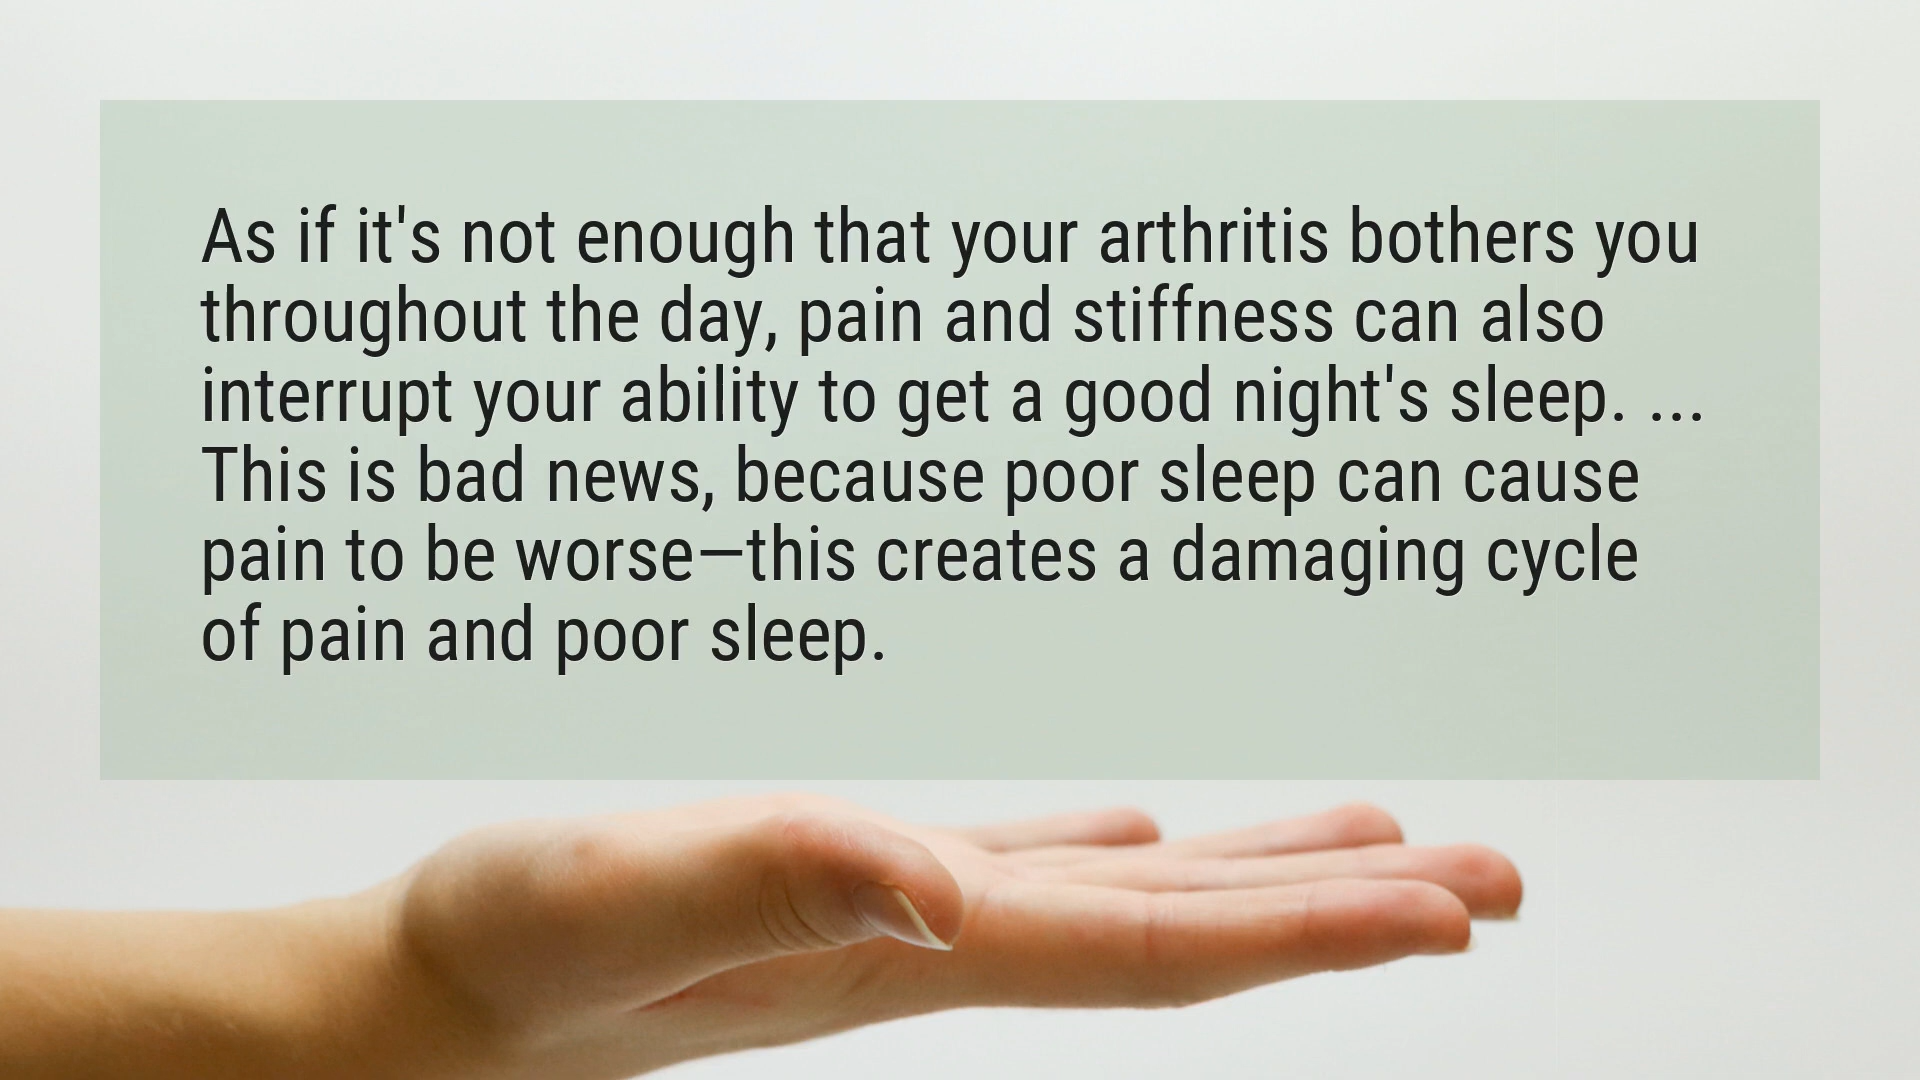 As if it's not enough that your arthritis bothers you
throughout the day, pain and stiffness can also
interrupt your ability to get a good night's sleep. ...
This is bad news, because poor sleep can cause
pain to be worse—this creates a damaging cycle
of pain and poor sleep.